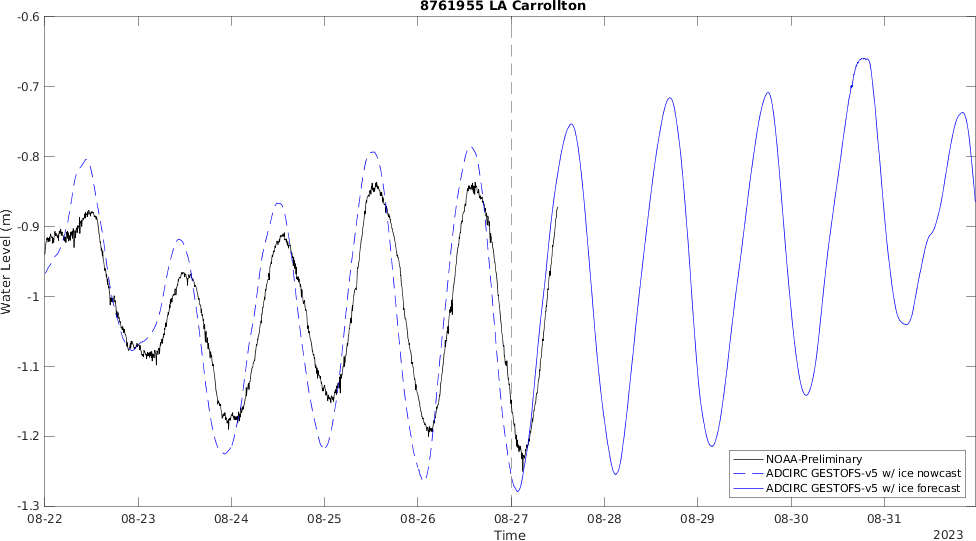 8761955 LA Carrollton
Water Level (m)
-0.6
-0.7
-0.8
-0.9
-1
-1.1
-1.2
-1.3
NOAA-Preliminary
ADCIRC GESTOFS-v5 w/ ice nowcast
ADCIRC GESTOFS-v5 w/ ice forecast
08-22 08-23 08-24 08-25 08-26 08-27 08-28 08-29 08-30 08-31
Time
2023